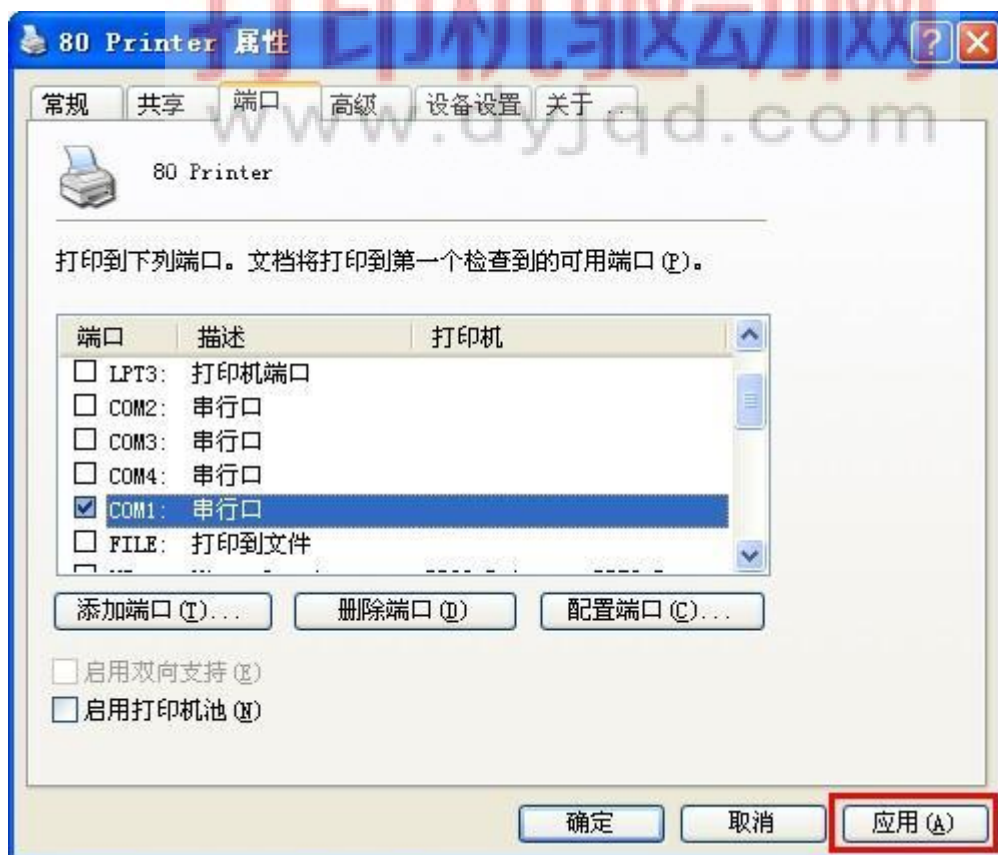 打印机驱动网
80 Printer 属性
常规 共享 端口 高级 设备设置 关于 ..
www.dyjqd.com
80 Printer
打印到下列端口。文档将打印到第一个检查到的可用端口(P)。
端口 描述 打印机
LPT3: 打印机端口
COM2: 串行口
COM3: 串行口
COM4: 串行口
COM1: 串行口
FILE: 打印到文件
添加端口(T)... 删除端口(D) 配置端口(C)...
启用双向支持(E)
启用打印机池(N)
确定 取消 应用(A)